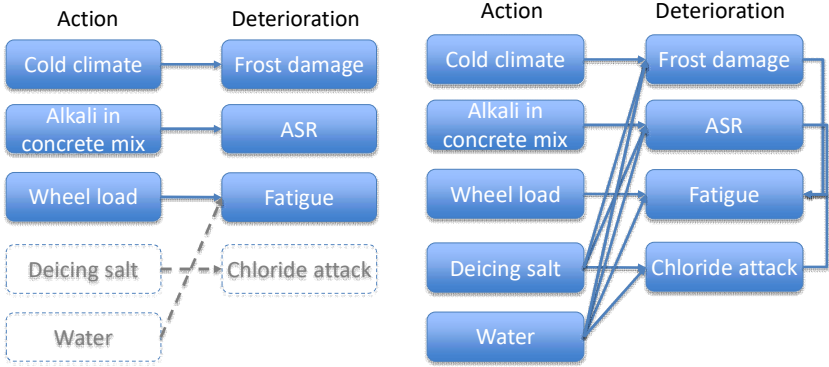 Action
Deterioration
Cold climate
Frost damage
Alkali in
concrete mix
ASR
Wheel load
Fatigue
Deicing salt
Chloride attack
Water
Action
Deterioration
Cold climate
Frost damage
Alkali in
concrete mix
ASR
Wheel load
Fatigue
Deicing salt
Chloride attack
Water